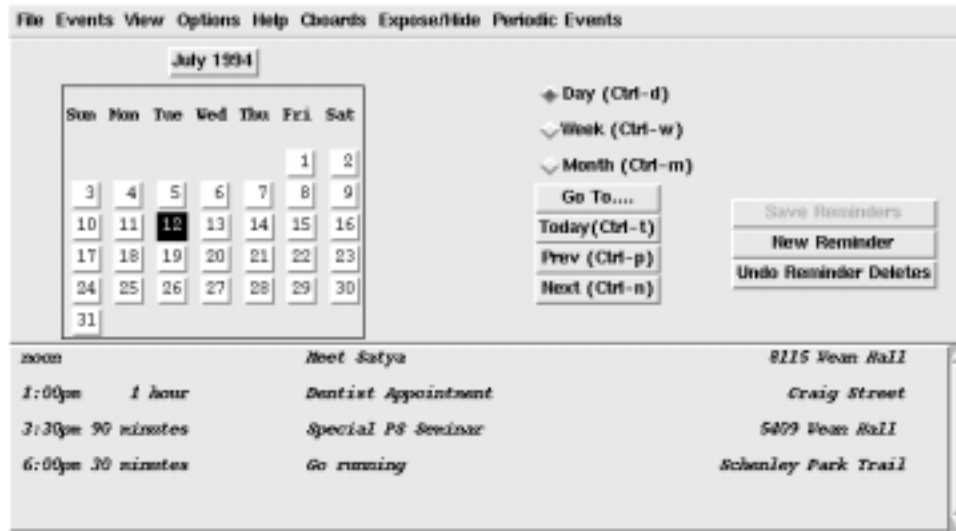 File Events View Options Help Cboards Expose/Hide Periodic Events
July 1994
Sun Mon Tue Wed Thu Fri Sat
1 2
3 4 5 6 7 8 9
10 11 12 13 14 15 16
17 18 19 20 21 22 23
24 25 26 27 28 29 30
31
Day (Ctrl-d)
Week (Ctrl-w)
Month (Ctrl-m)
Go To....
Today(Ctrl-t)
Prev (Ctrl-p)
Next (Ctrl-n)
Save Reminders
New Reminder
Undo Reminder Deletes
noon Meet Satya 8115 Wean Hall
1:00pm 1 hour Dentist Appointment Craig Street
3:30pm 90 minutes Special PS Seminar 5409 Wean Hall
6:00pm 30 minutes Go running Schenley Park Trail